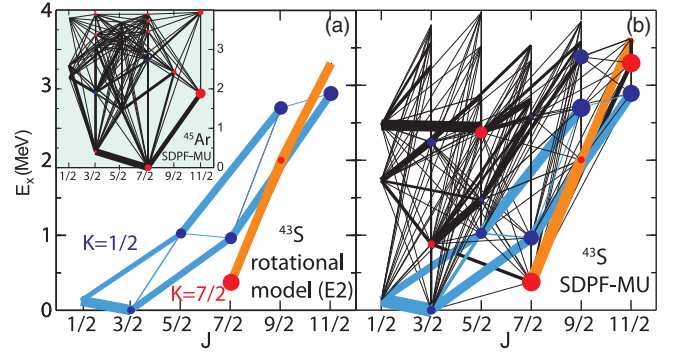 (a)
(b)
4
3
2
1
0
E_x (MeV)
3
2
1
0
45Ar
SDPF-MU
1/2 3/2 5/2 7/2 9/2 11/2
K=1/2
K=7/2
43S
rotational
model (E2)
43S
SDPF-MU
1/2 3/2 5/2 7/2 9/2 11/2
1/2 3/2 5/2 7/2 9/2 11/2
J
J